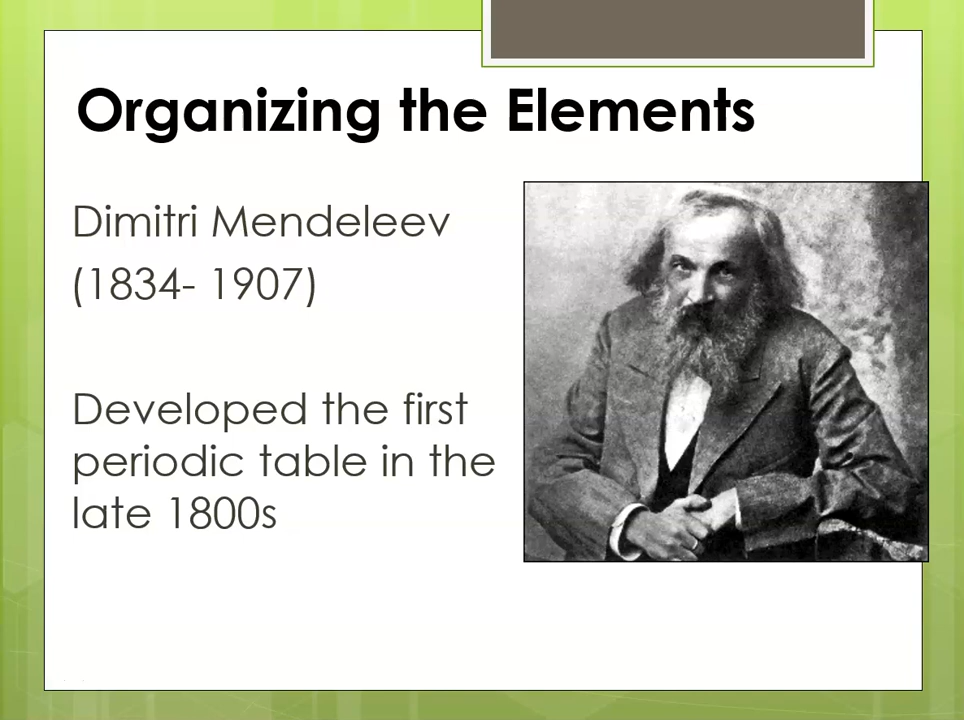 Organizing the Elements
Dimitri Mendeleev
(1834- 1907)
Developed the first
periodic table in the
late 1800s